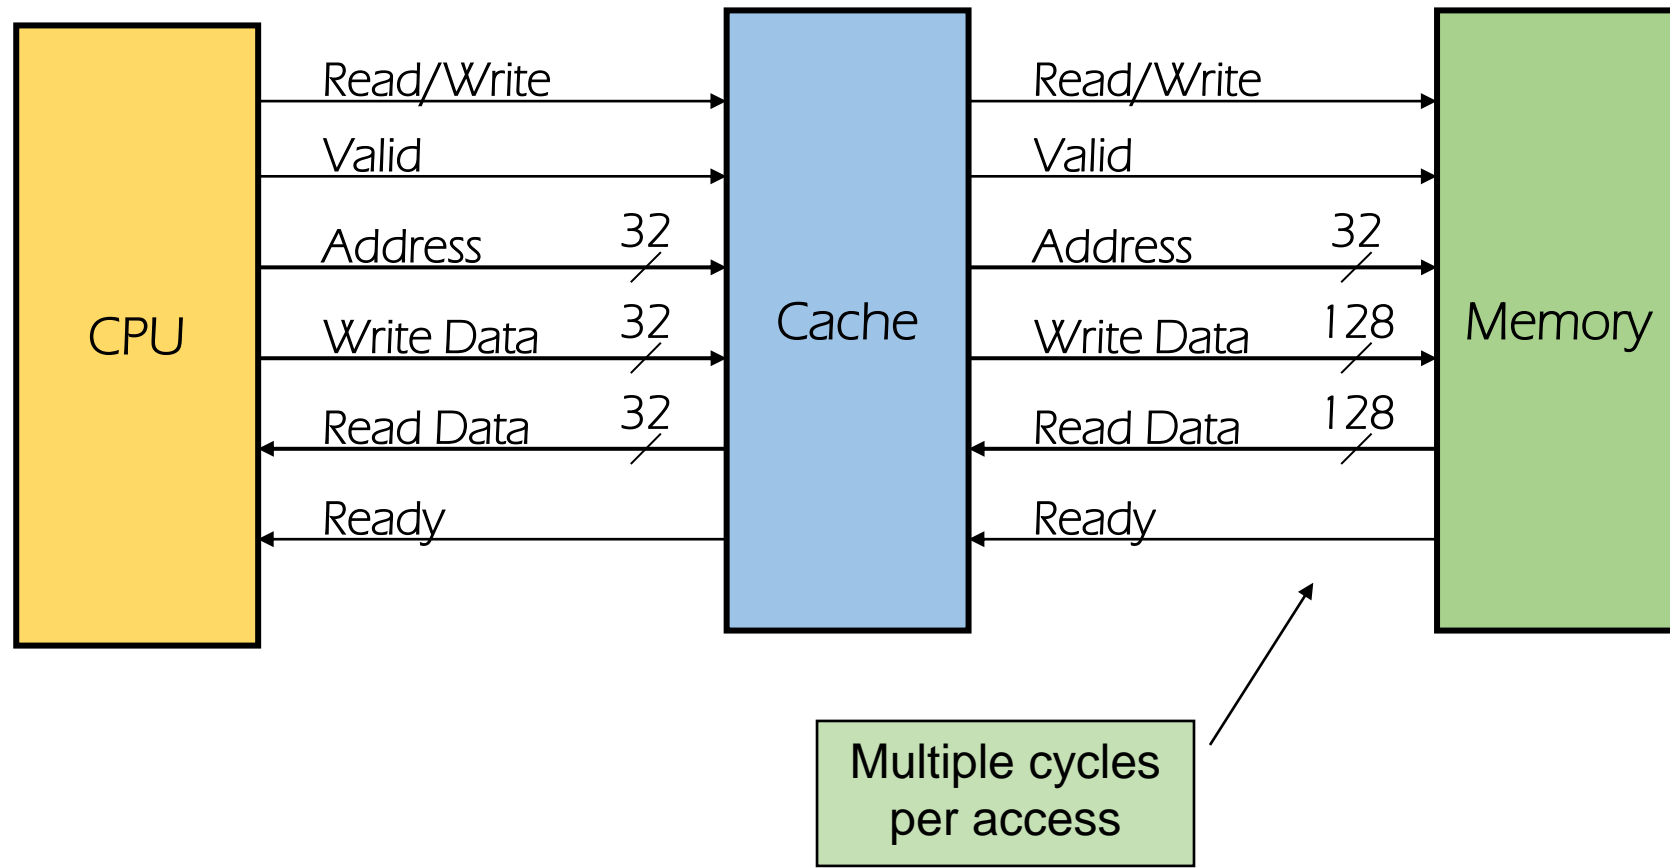 CPU
Read/Write
Valid
Address 32
Write Data 32
Read Data 32
Ready
Cache
Read/Write
Valid
Address 32
Write Data 128
Read Data 128
Ready
Memory
Multiple cycles
per access